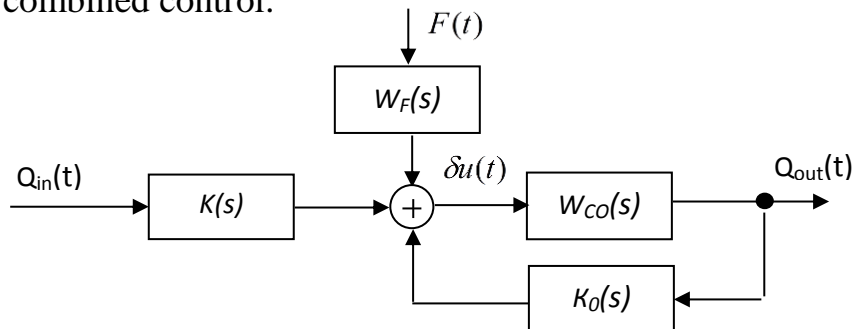 combined control.
F(t)
W_F(s)
Q_in(t)
K(s)
+
δu(t)
W_CO(s)
Q_out(t)
K_0(s)